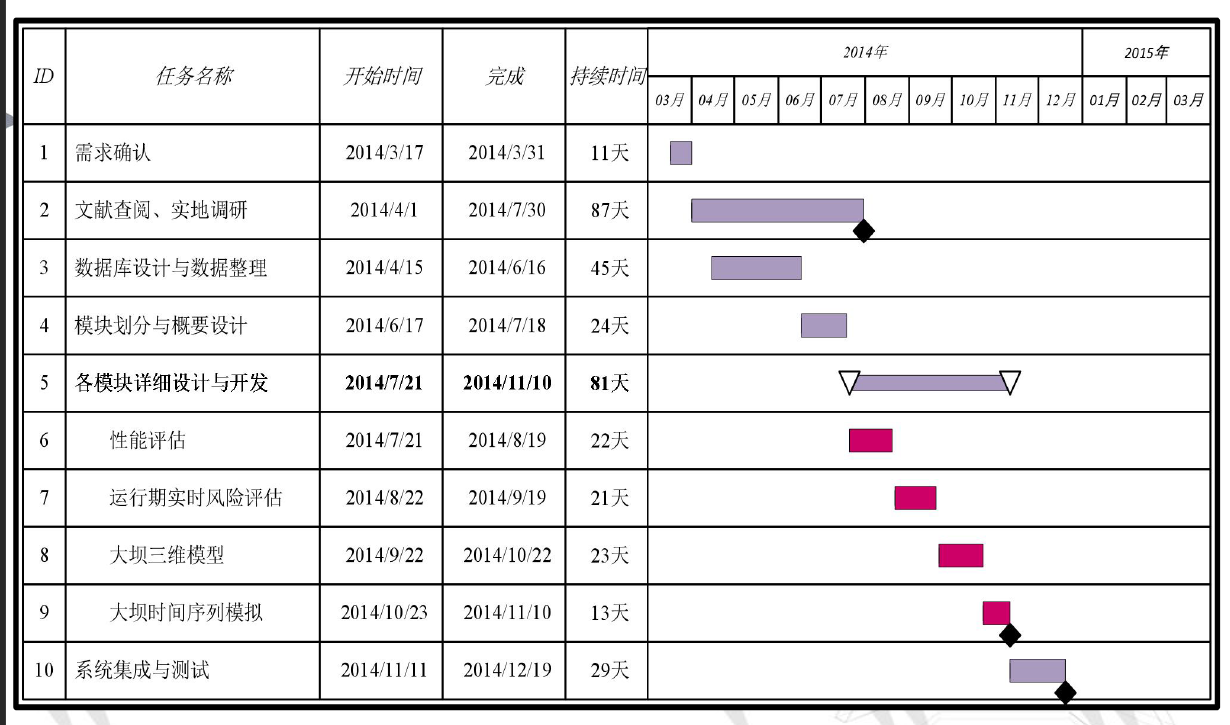 ID 任务名称 开始时间 完成 持续时间 2014年 2015年
03月 04月 05月 06月 07月 08月 09月 10月 11月 12月 01月 02月 03月
1 需求确认 2014/3/17 2014/3/31 11天
2 文献查阅、实地调研 2014/4/1 2014/7/30 87天
3 数据库设计与数据整理 2014/4/15 2014/6/16 45天
4 模块划分与概要设计 2014/6/17 2014/7/18 24天
5 各模块详细设计与开发 2014/7/21 2014/11/10 81天
6 性能评估 2014/7/21 2014/8/19 22天
7 运行期实时风险评估 2014/8/22 2014/9/19 21天
8 大坝三维模型 2014/9/22 2014/10/22 23天
9 大坝时间序列模拟 2014/10/23 2014/11/10 13天
10 系统集成与测试 2014/11/11 2014/12/19 29天